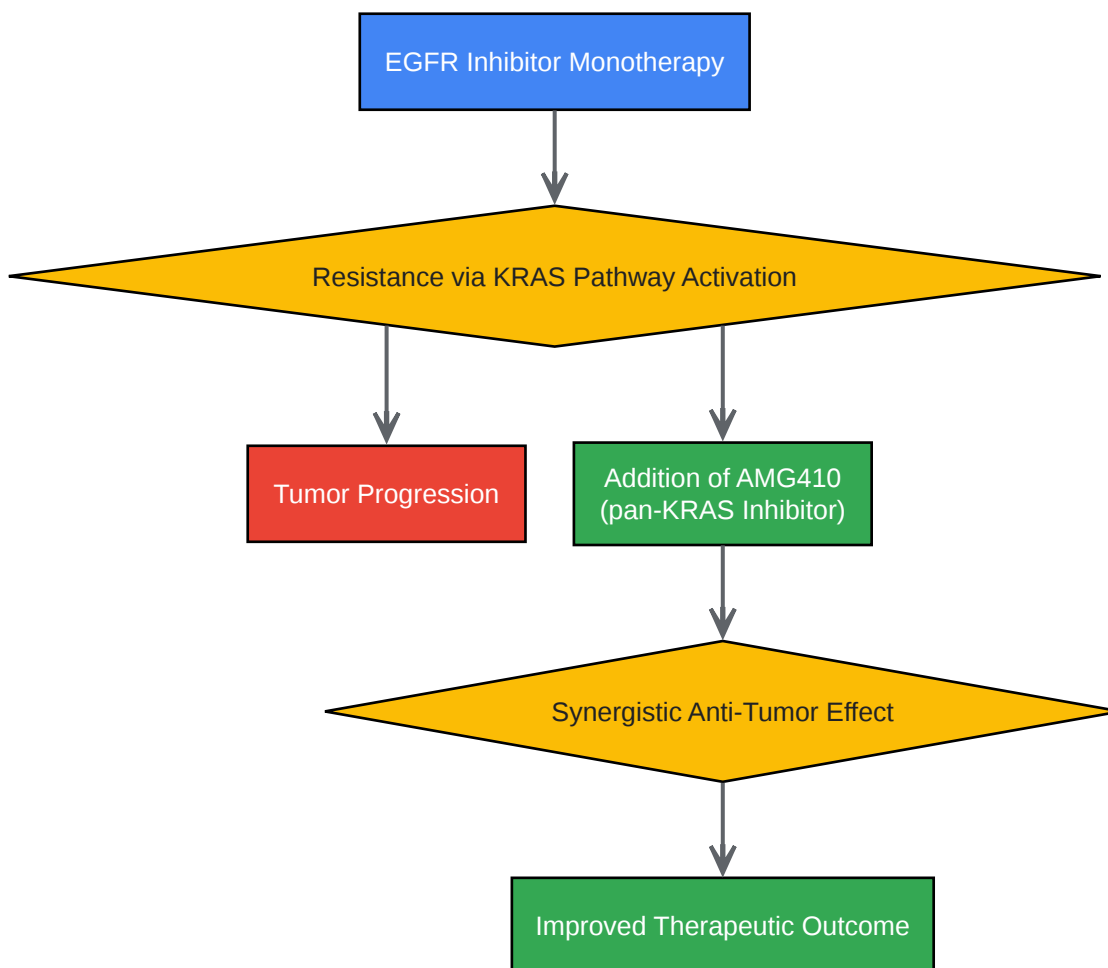 EGFR Inhibitor Monotherapy
Resistance via KRAS Pathway Activation
Tumor Progression
Addition of AMG410
(pan-KRAS Inhibitor)
Synergistic Anti-Tumor Effect
Improved Therapeutic Outcome